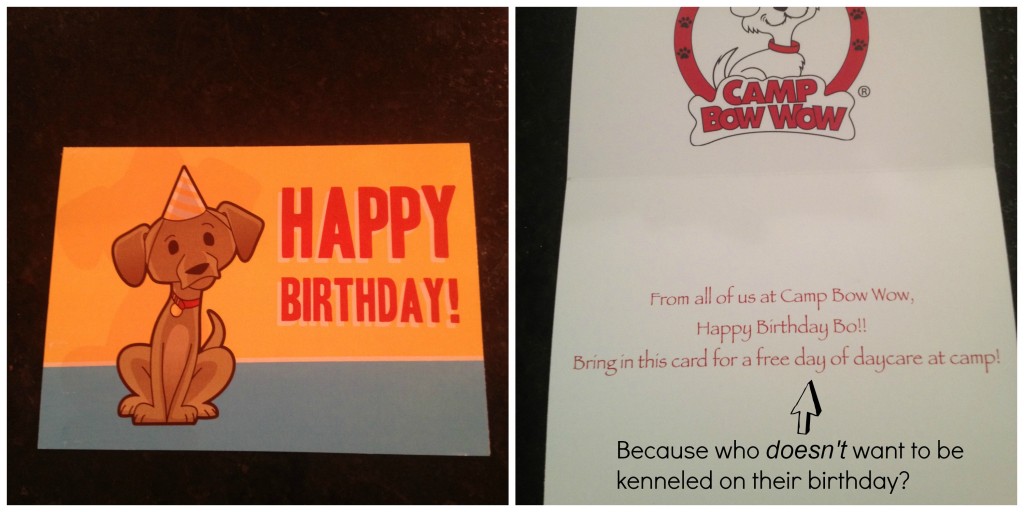 HAPPY
BIRTHDAY!
CAMP
BOW WOW®
From all of us at Camp Bow Wow,
Happy Birthday Bo!!
Bring in this card for a free day of daycare at camp!
Because who doesn't want to be
kenneled on their birthday?